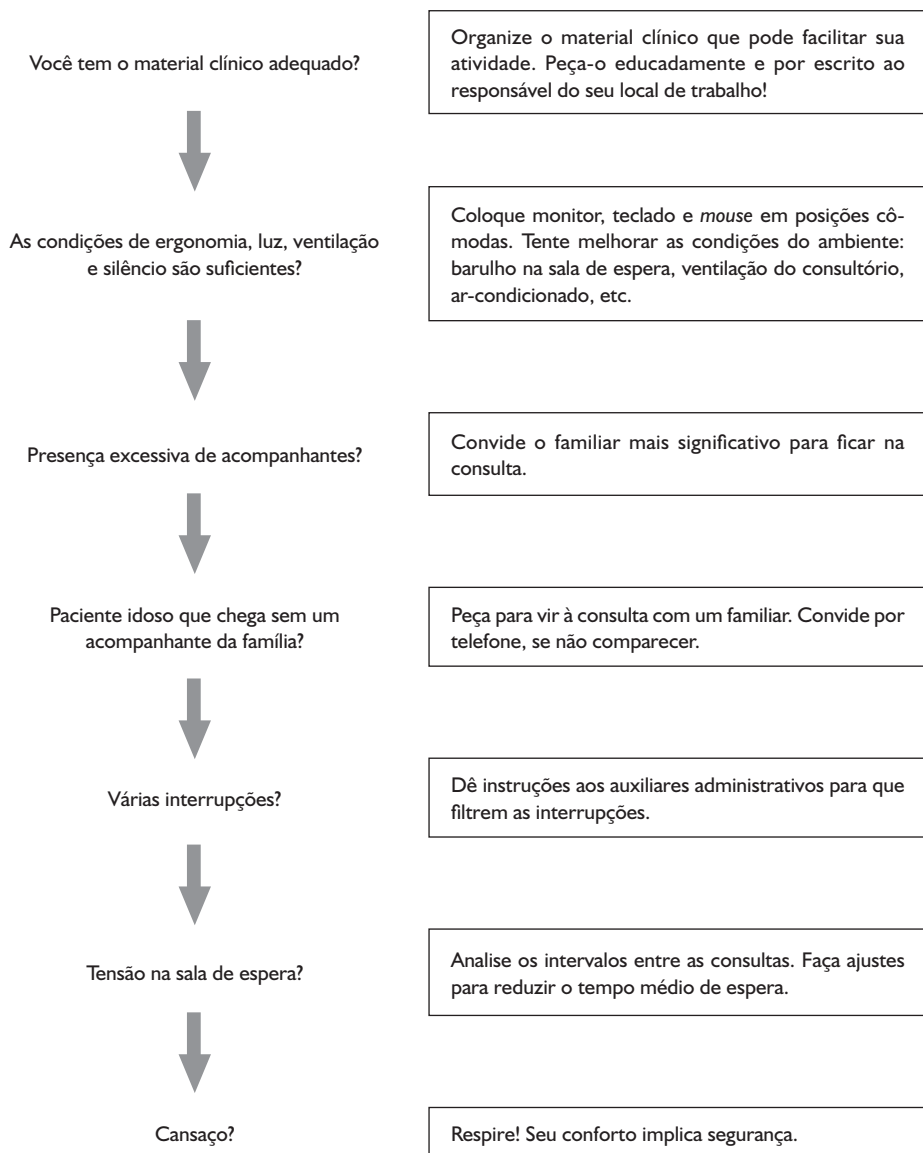 Você tem o material clínico adequado?
Organize o material clínico que pode facilitar sua
atividade. Peça-o educadamente e por escrito ao
responsável do seu local de trabalho!
As condições de ergonomia, luz, ventilação
e silêncio são suficientes?
Coloque monitor, teclado e mouse em posições cô-
modas. Tente melhorar as condições do ambiente:
barulho na sala de espera, ventilação do consultório,
ar-condicionado, etc.
Presença excessiva de acompanhantes?
Convide o familiar mais significativo para ficar na
consulta.
Paciente idoso que chega sem um
acompanhante da família?
Peça para vir à consulta com um familiar. Convide por
telefone, se não comparecer.
Várias interrupções?
Dê instruções aos auxiliares administrativos para que
filtrem as interrupções.
Tensão na sala de espera?
Analise os intervalos entre as consultas. Faça ajustes
para reduzir o tempo médio de espera.
Cansaço?
Respire! Seu conforto implica segurança.